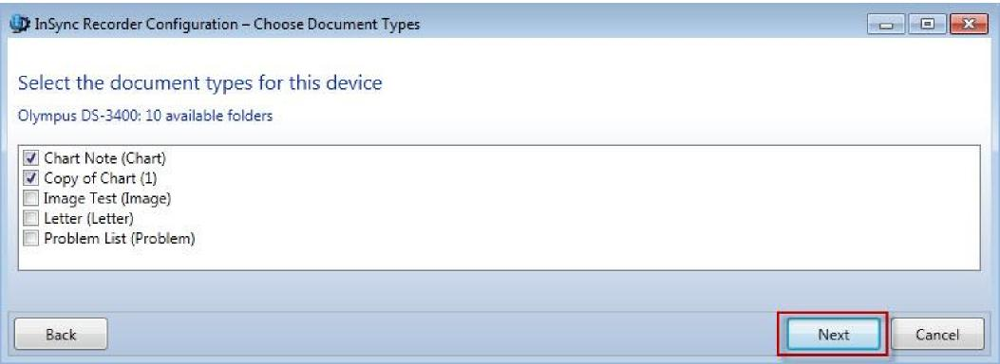 InSync Recorder Configuration – Choose Document Types
Select the document types for this device
Olympus DS-3400: 10 available folders
Chart Note (Chart)
Copy of Chart (1)
Image Test (Image)
Letter (Letter)
Problem List (Problem)
Back Next Cancel